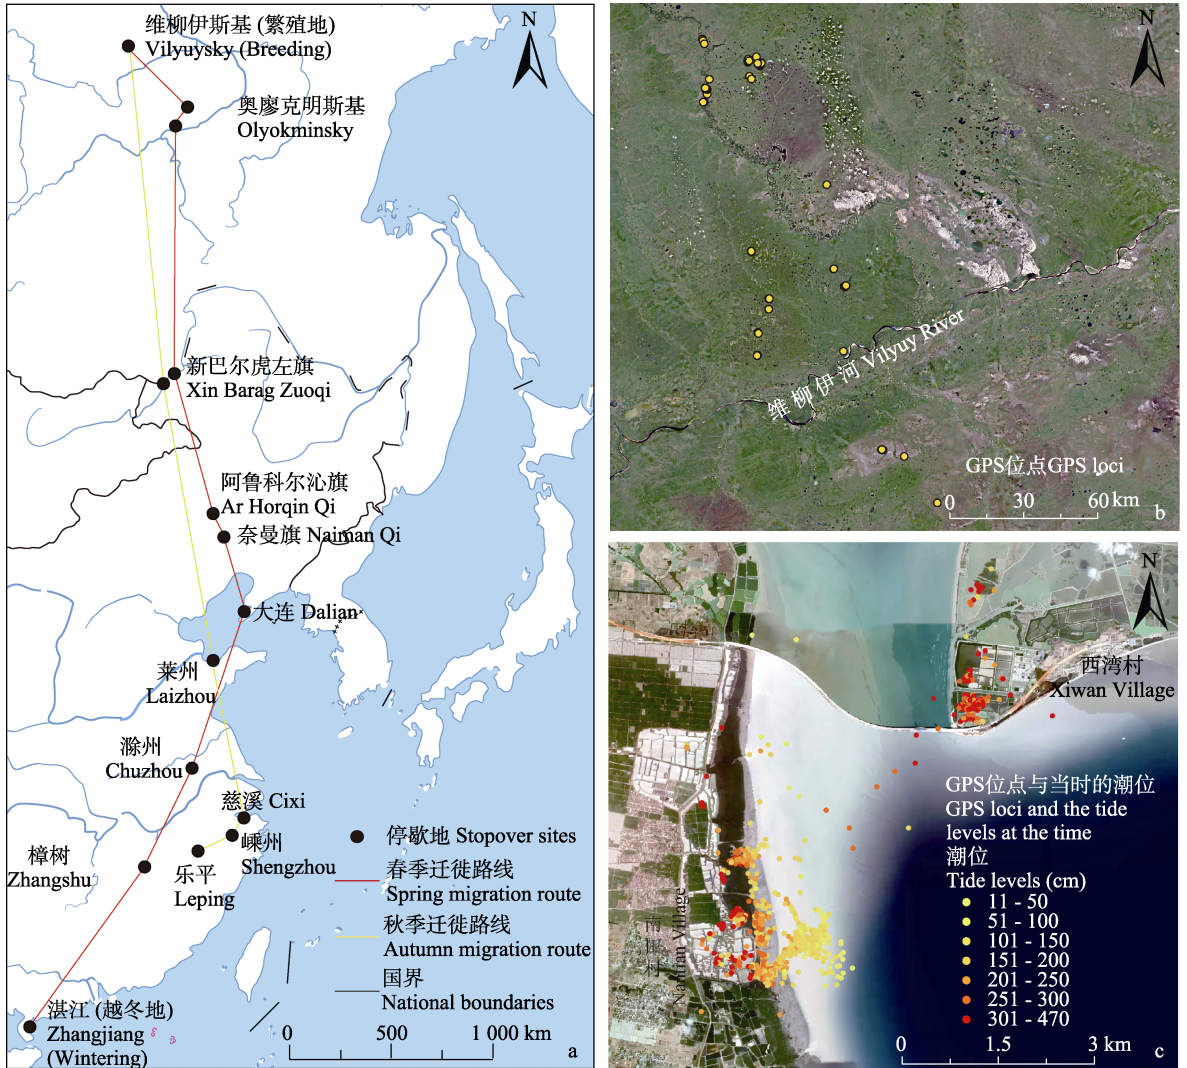 维柳伊斯基 (繁殖地)
Vilyuysky (Breeding)
N
奥廖克明斯基
Olyokminsky
新巴尔虎左旗
Xin Barag Zuoqi
阿鲁科尔沁旗
Ar Horqin Qi
奈曼旗 Naiman Qi
大连 Dalian
莱州
Laizhou
滁州
Chuzhou
慈溪 Cixi
嵊州
Shengzhou
乐平
Leping
樟树
Zhangshu
停歇地 Stopover sites
春季迁徙路线
Spring migration route
秋季迁徙路线
Autumn migration route
国界
National boundaries
湛江 (越冬地)
Zhangjiang
(Wintering)
0 500 1 000 km
a
N
维柳伊河 Vilyuy River
GPS位点GPS loci
0 30 60 km
b
N
西湾村
Xiwan Village
GPS位点与当时的潮位
GPS loci and the tide
levels at the time
潮位
Tide levels (cm)
11 - 50
51 - 100
101 - 150
151 - 200
201 - 250
251 - 300
301 - 470
Village
0 1.5 3 km
c